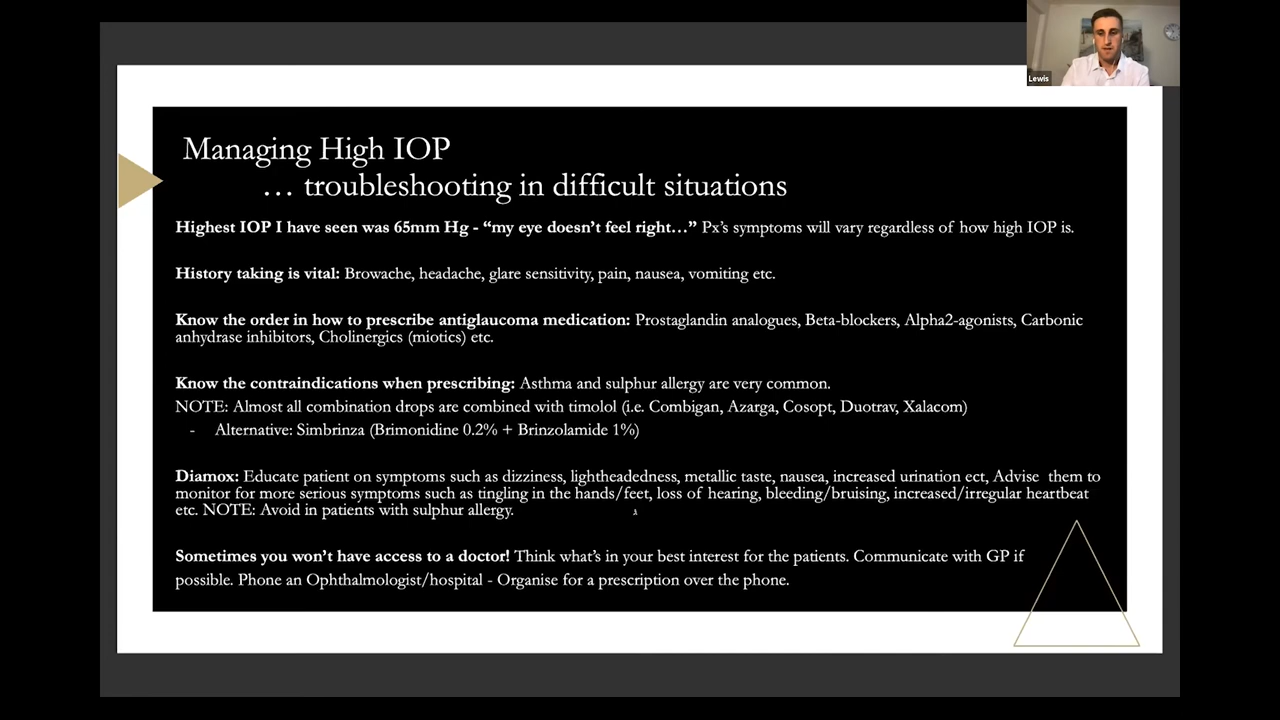 Lewis
Managing High IOP
… troubleshooting in difficult situations
Highest IOP I have seen was 65mm Hg - “my eye doesn’t feel right…” Px’s symptoms will vary regardless of how high IOP is.
History taking is vital: Browache, headache, glare sensitivity, pain, nausea, vomiting etc.
Know the order in how to prescribe antiglaucoma medication: Prostaglandin analogues, Beta-blockers, Alpha2-agonists, Carbonic
anhydrase inhibitors, Cholinergics (miotics) etc.
Know the contraindications when prescribing: Asthma and sulphur allergy are very common.
NOTE: Almost all combination drops are combined with timolol (i.e. Combigan, Azarga, Cosopt, Duotrav, Xalacom)
- Alternative: Simbrinza (Brimonidine 0.2% + Brinzolamide 1%)
Diamox: Educate patient on symptoms such as dizziness, lightheadedness, metallic taste, nausea, increased urination ect, Advise them to
monitor for more serious symptoms such as tingling in the hands/feet, loss of hearing, bleeding/bruising, increased/irregular heartbeat
etc. NOTE: Avoid in patients with sulphur allergy.
Sometimes you won’t have access to a doctor! Think what’s in your best interest for the patients. Communicate with GP if
possible. Phone an Ophthalmologist/hospital - Organise for a prescription over the phone.